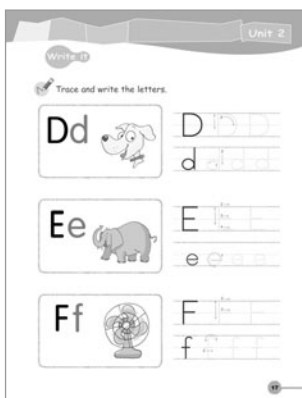 Unit 2
Write it
Trace and write the letters.
Dd
D D D
d d d d
Ee
E E E
e e e e
Ff
F F F
f f f f
17